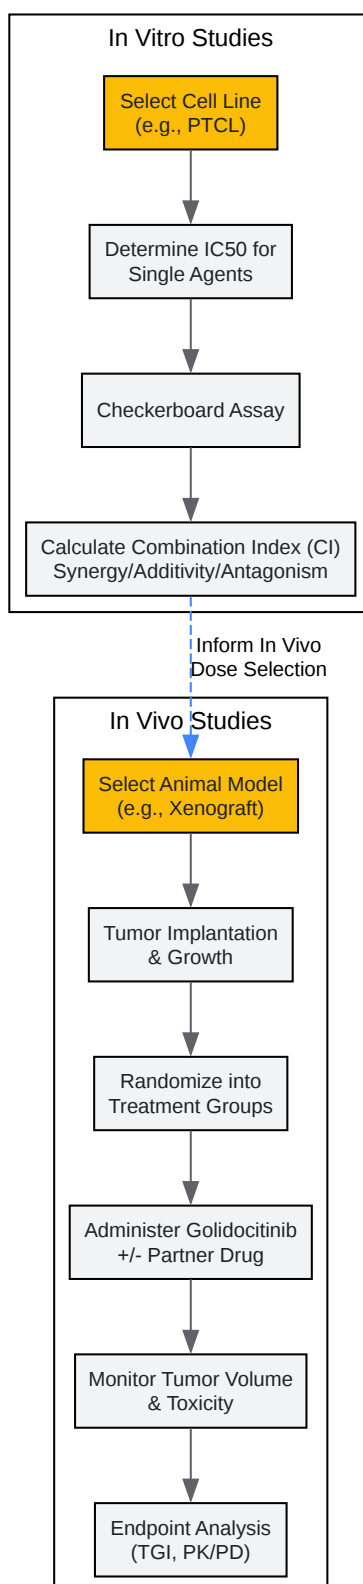 In Vitro Studies
Select Cell Line
(e.g., PTCL)
Determine IC50 for
Single Agents
Checkerboard Assay
Calculate Combination Index (CI)
Synergy/Additivity/Antagonism
Inform In Vivo
Dose Selection
In Vivo Studies
Select Animal Model
(e.g., Xenograft)
Tumor Implantation
& Growth
Randomize into
Treatment Groups
Administer Golidocitinib
+/- Partner Drug
Monitor Tumor Volume
& Toxicity
Endpoint Analysis
(TGI, PK/PD)